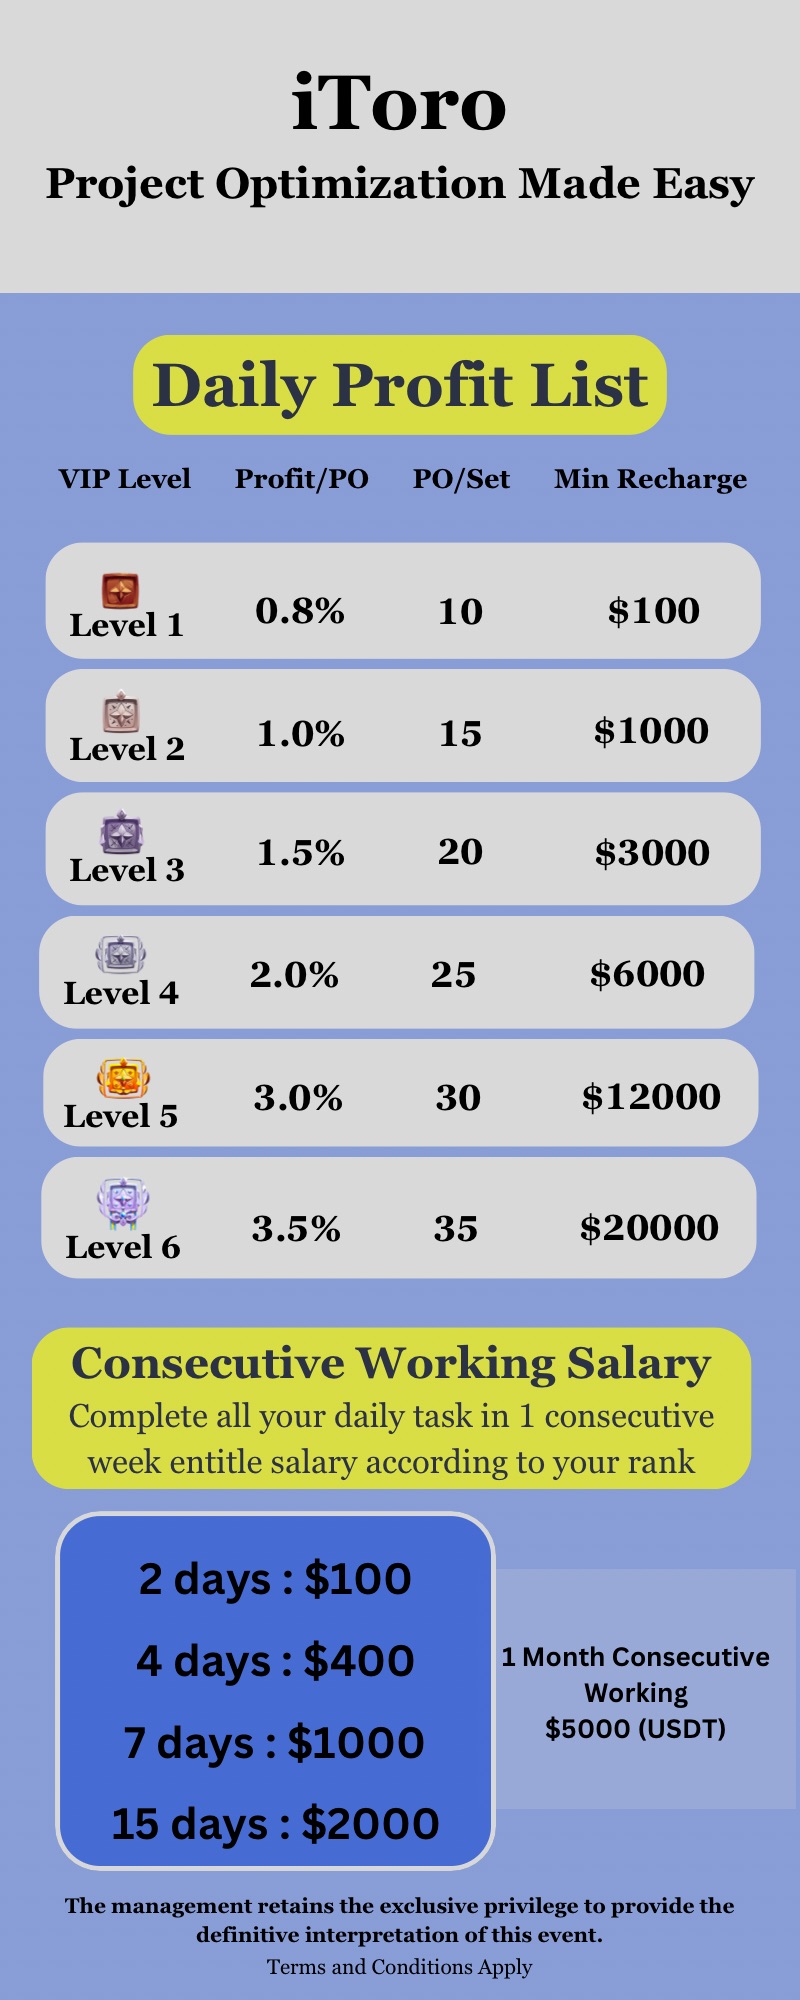 iToro
Project Optimization Made Easy
Daily Profit List
VIP Level Profit/PO PO/Set Min Recharge
Level 1 0.8% 10 $100
Level 2 1.0% 15 $1000
Level 3 1.5% 20 $3000
Level 4 2.0% 25 $6000
Level 5 3.0% 30 $12000
Level 6 3.5% 35 $20000
Consecutive Working Salary
Complete all your daily task in 1 consecutive
week entitle salary according to your rank
2 days : $100
4 days : $400
7 days : $1000
15 days : $2000
1 Month Consecutive
Working
$5000 (USDT)
The management retains the exclusive privilege to provide the
definitive interpretation of this event.
Terms and Conditions Apply